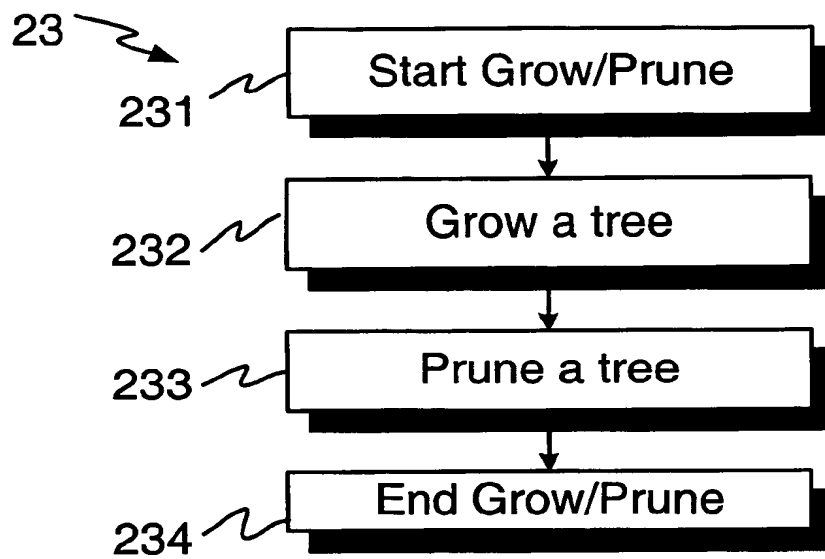 23
Start Grow/Prune
231
Grow a tree
232
Prune a tree
233
End Grow/Prune
234